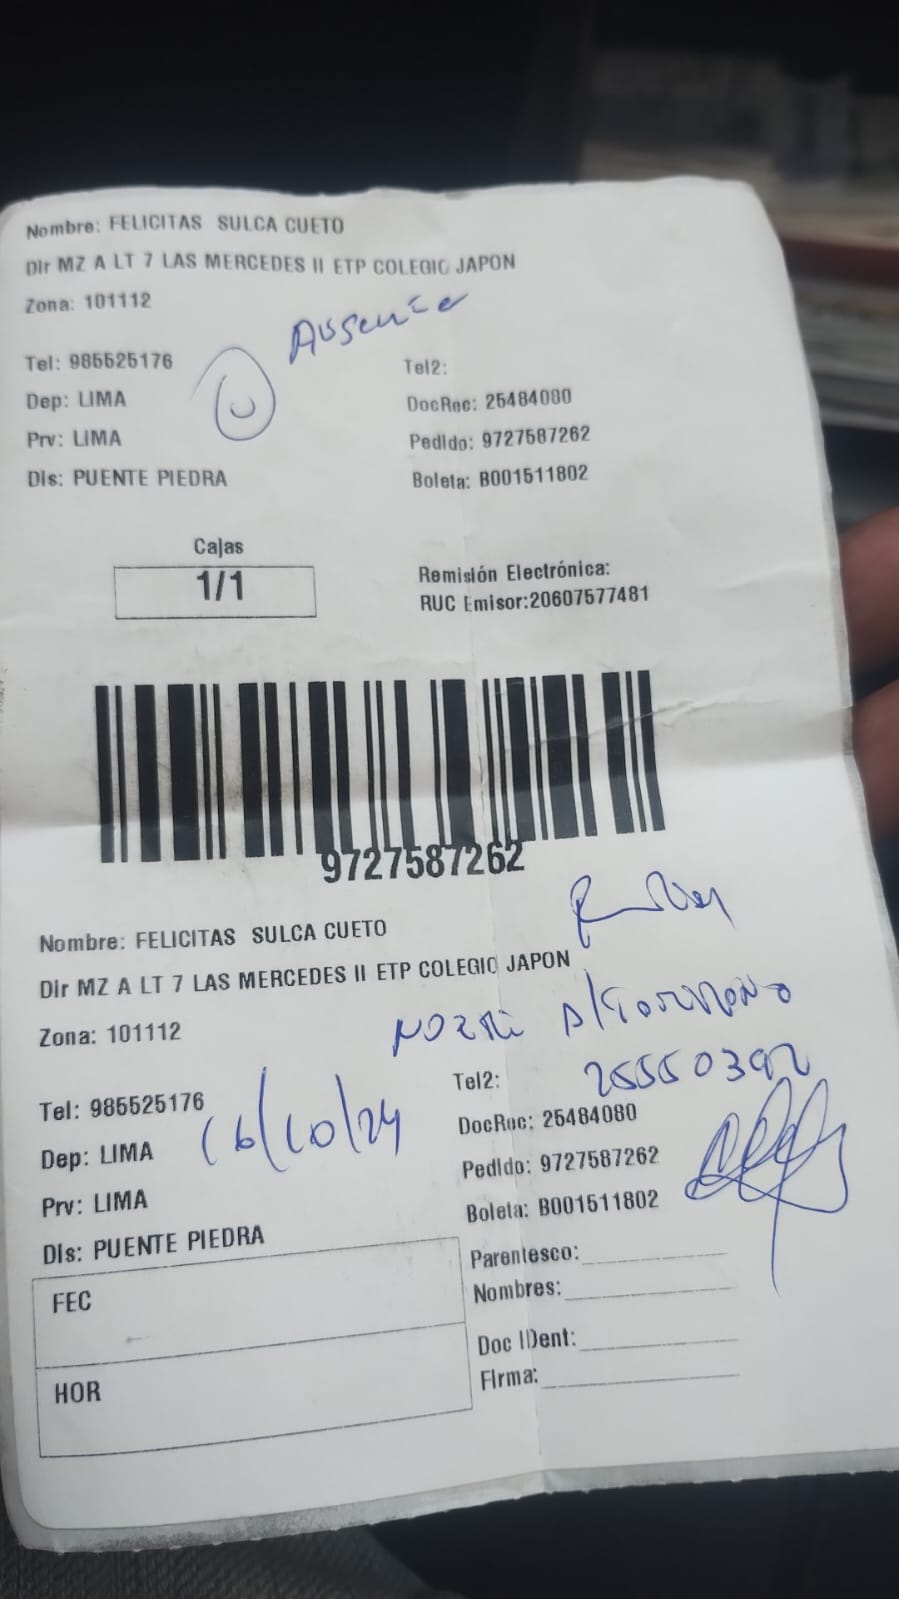 Nombre: FELICITAS SULCA CUETO
Dir MZ A LT 7 LAS MERCEDES II ETP COLEGIO JAPON
Zona: 101112
Ausente
Tel: 985525176
Tel2:
Dep: LIMA
DocRec: 25484080
Prv: LIMA
Pedido: 9727587262
Dis: PUENTE PIEDRA
Boleta: B001511802
Cajas
1/1
Remisión Electrónica:
RUC Emisor:20607577481
9727587262
Nombre: FELICITAS SULCA CUETO
Dir MZ A LT 7 LAS MERCEDES II ETP COLEGIO JAPON
Zona: 101112
Tel2:
25550392
Tel: 985525176
16/10/24
DocRec: 25484080
Dep: LIMA
Pedido: 9727587262
Prv: LIMA
Boleta: B001511802
Dis: PUENTE PIEDRA
Parentesco:
FEC
Nombres:
Doc IDent:
HOR
Firma: